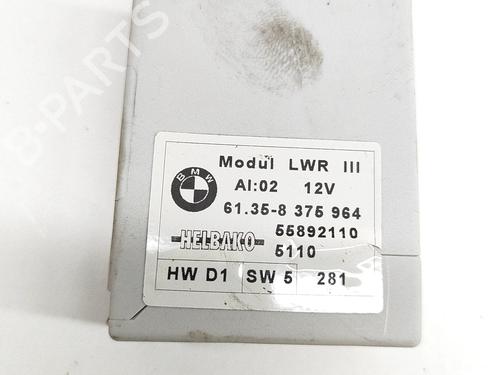 B-PARTS
BMW
Modul LWR III
AI:02 12V
61.35-8 375 964
55892110
HELBAKO 5110
HW D1 SW 5 281